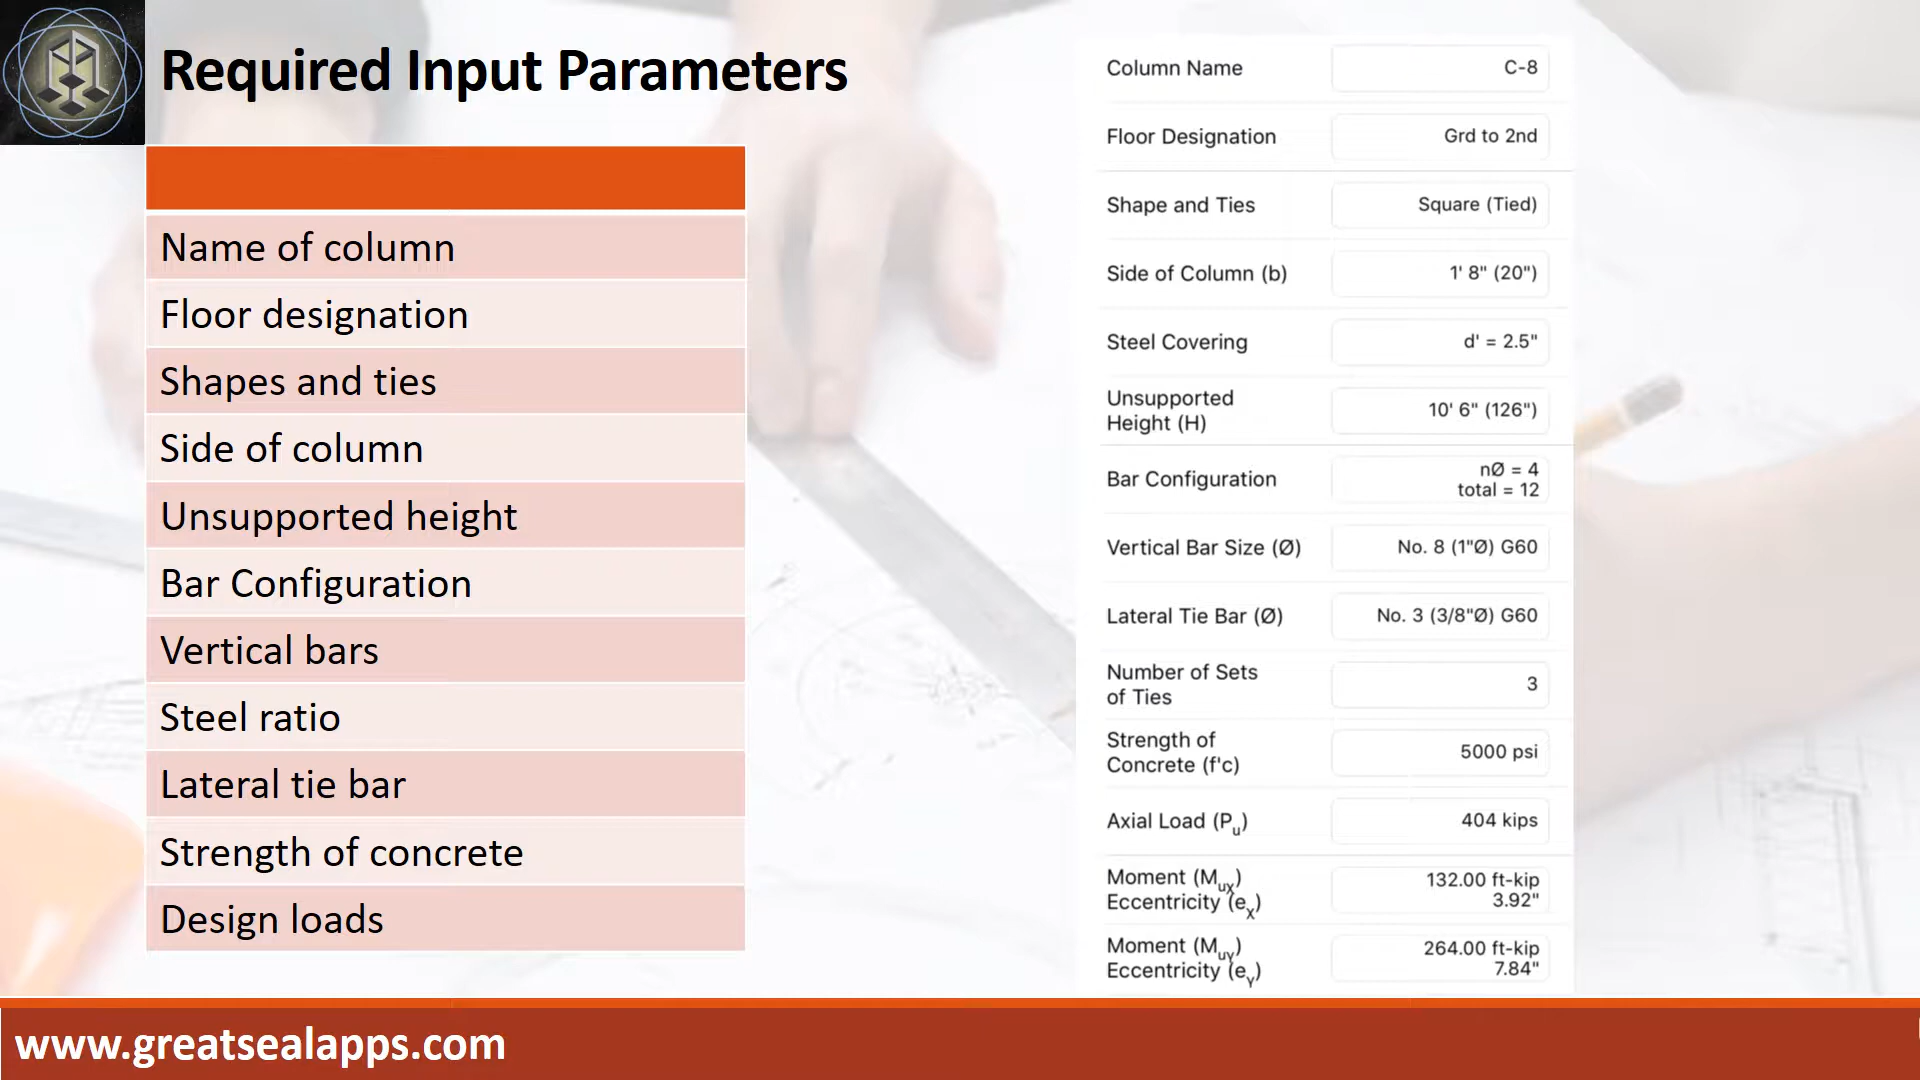 Required Input Parameters
Name of column
Floor designation
Shapes and ties
Side of column
Unsupported height
Bar Configuration
Vertical bars
Steel ratio
Lateral tie bar
Strength of concrete
Design loads
Column Name C-8
Floor Designation Grd to 2nd
Shape and Ties Square (Tied)
Side of Column (b) 1' 8" (20")
Steel Covering d' = 2.5"
Unsupported
Height (H) 10' 6" (126")
Bar Configuration nØ = 4
total = 12
Vertical Bar Size (Ø) No. 8 (1"Ø) G60
Lateral Tie Bar (Ø) No. 3 (3/8"Ø) G60
Number of Sets
of Ties 3
Strength of
Concrete (f'c) 5000 psi
Axial Load (Pu) 404 kips
Moment (Mux) 132.00 ft-kip
Eccentricity (ex) 3.92"
Moment (Muy) 264.00 ft-kip
Eccentricity (eY) 7.84"
www.greatsealapps.com